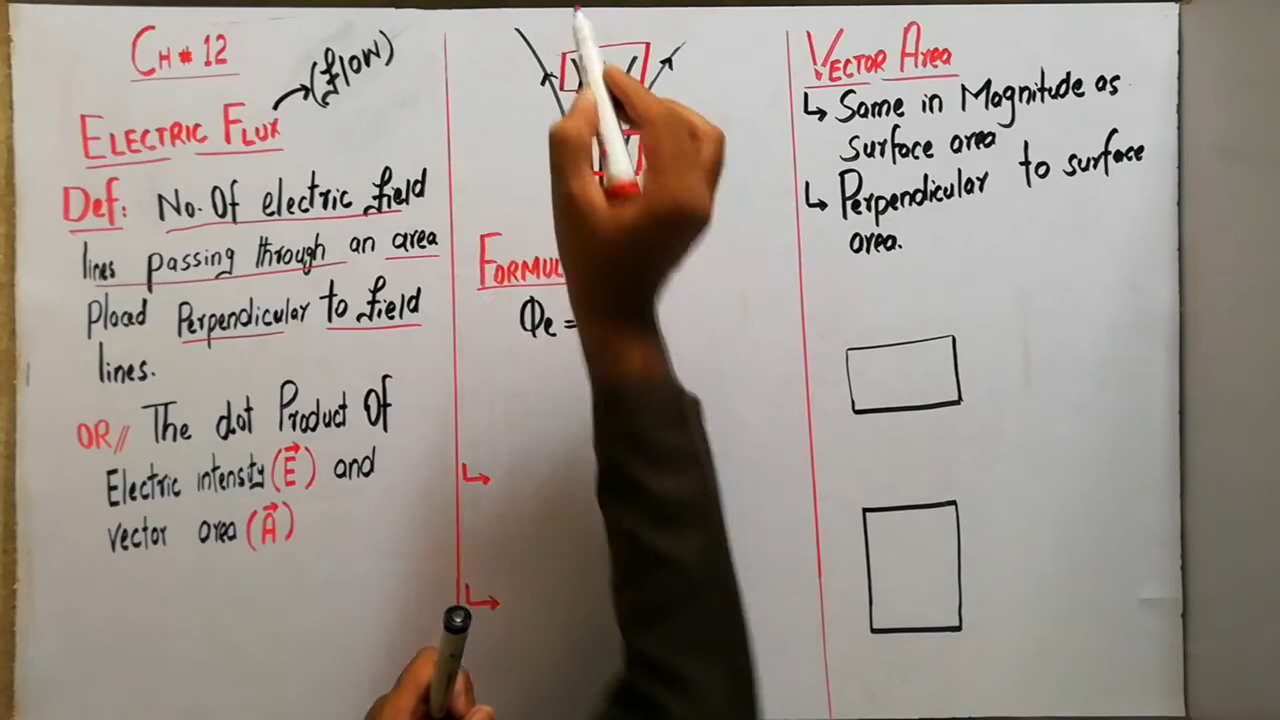 CH # 12
(flow)
ELECTRIC FLUX
Def: No. Of electric field
lines passing through an area
placed Perpendicular to field
lines.
OR // The dot Product Of
Electric intensity (E⃗) and
vector area (A⃗)
Φe =
VECTOR AREA
↳ Same in Magnitude as
surface area
↳ Perpendicular to surface
area.